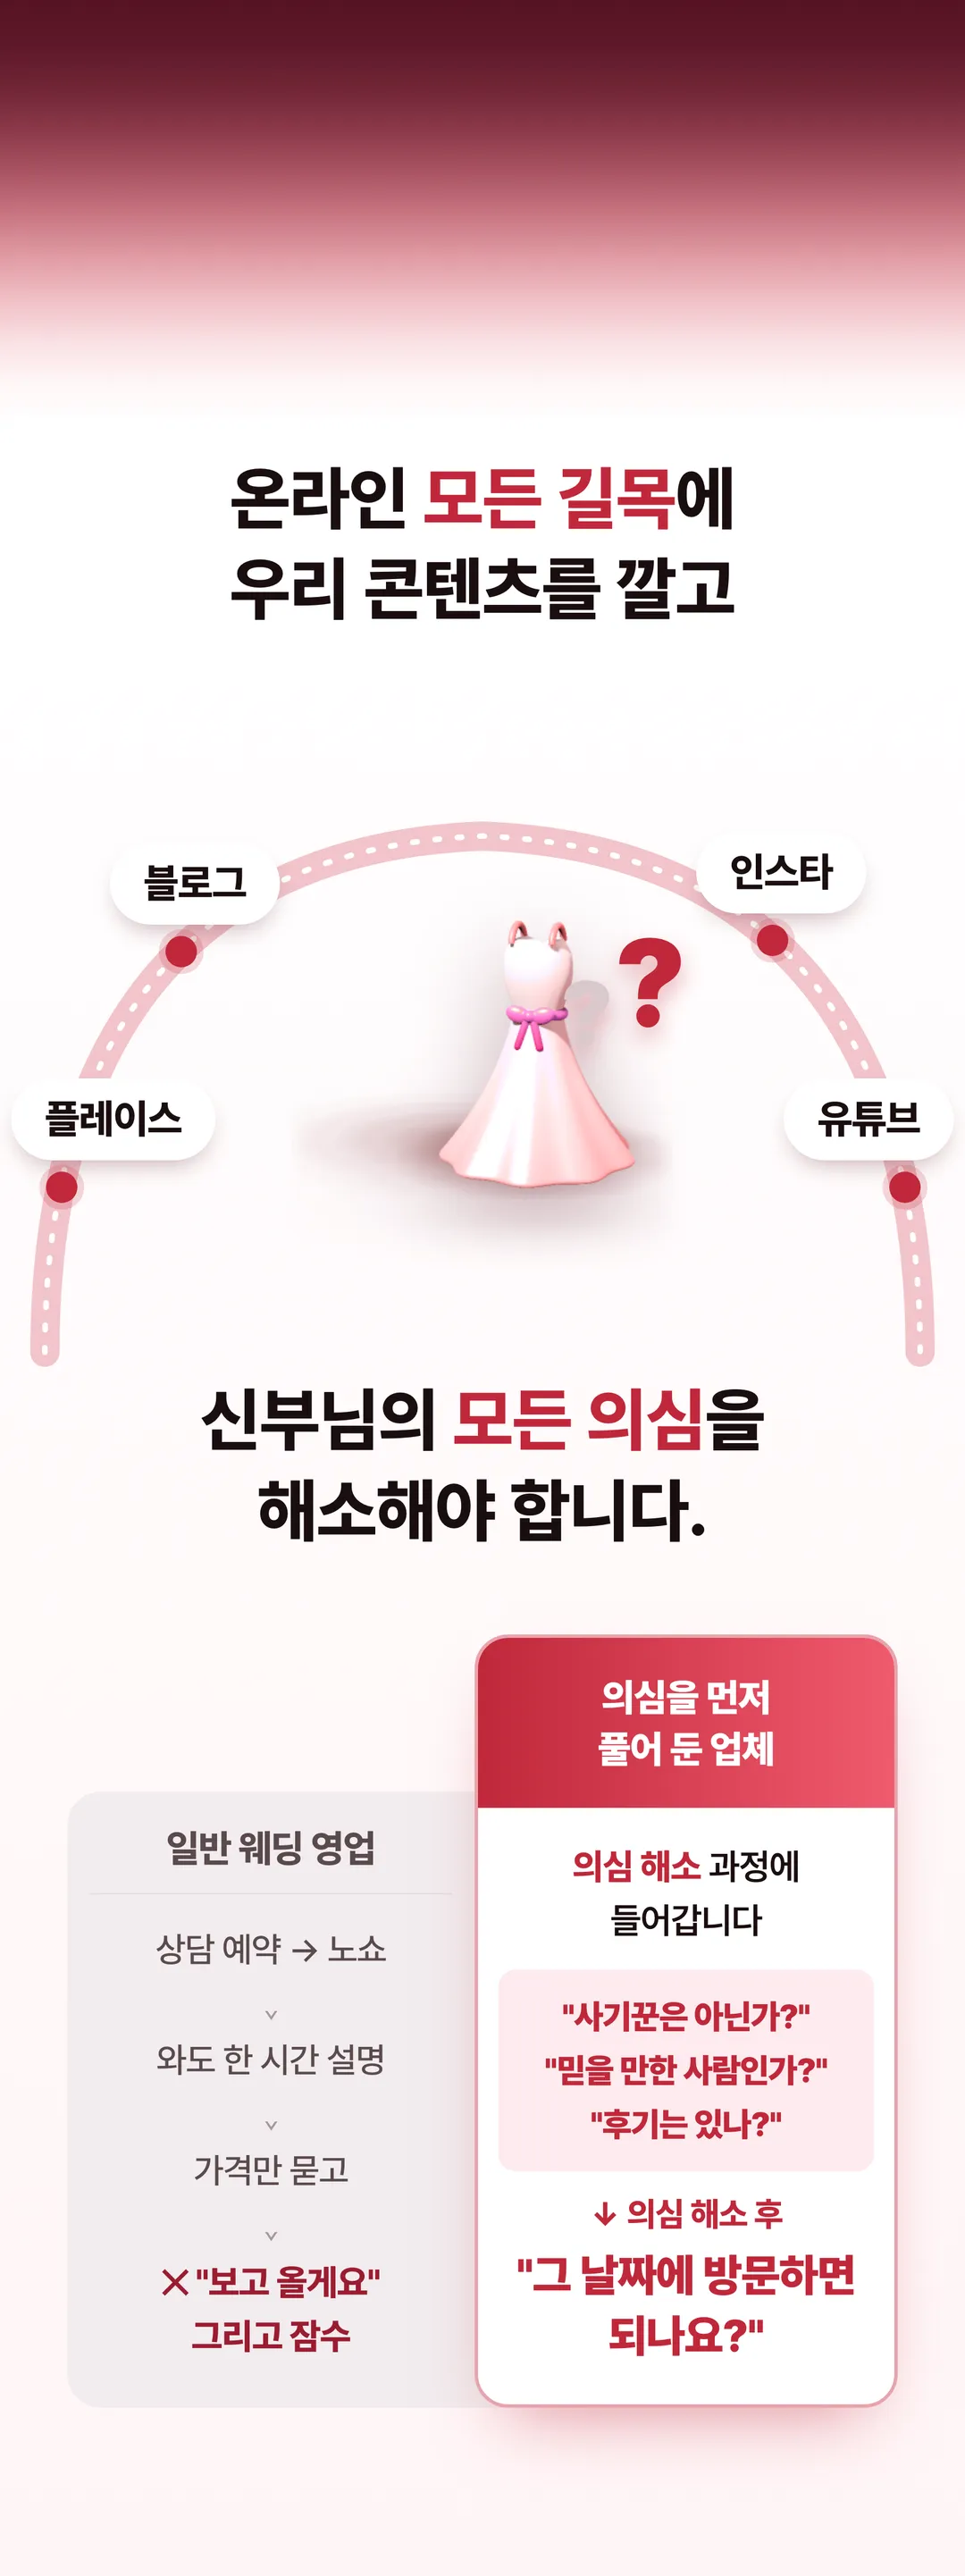 온라인 모든 길목에
우리 콘텐츠를 깔고
블로그
인스타
?
플레이스
유튜브
신부님의 모든 의심을
해소해야 합니다.
일반 웨딩 영업
상담 예약 → 노쇼
와도 한 시간 설명
가격만 묻고
✕ "보고 올게요"
그리고 잠수
의심을 먼저
풀어 둔 업체
의심 해소 과정에
들어갑니다
"사기꾼은 아닌가?"
"믿을 만한 사람인가?"
"후기는 있나?"
↓ 의심 해소 후
"그 날짜에 방문하면
되나요?"